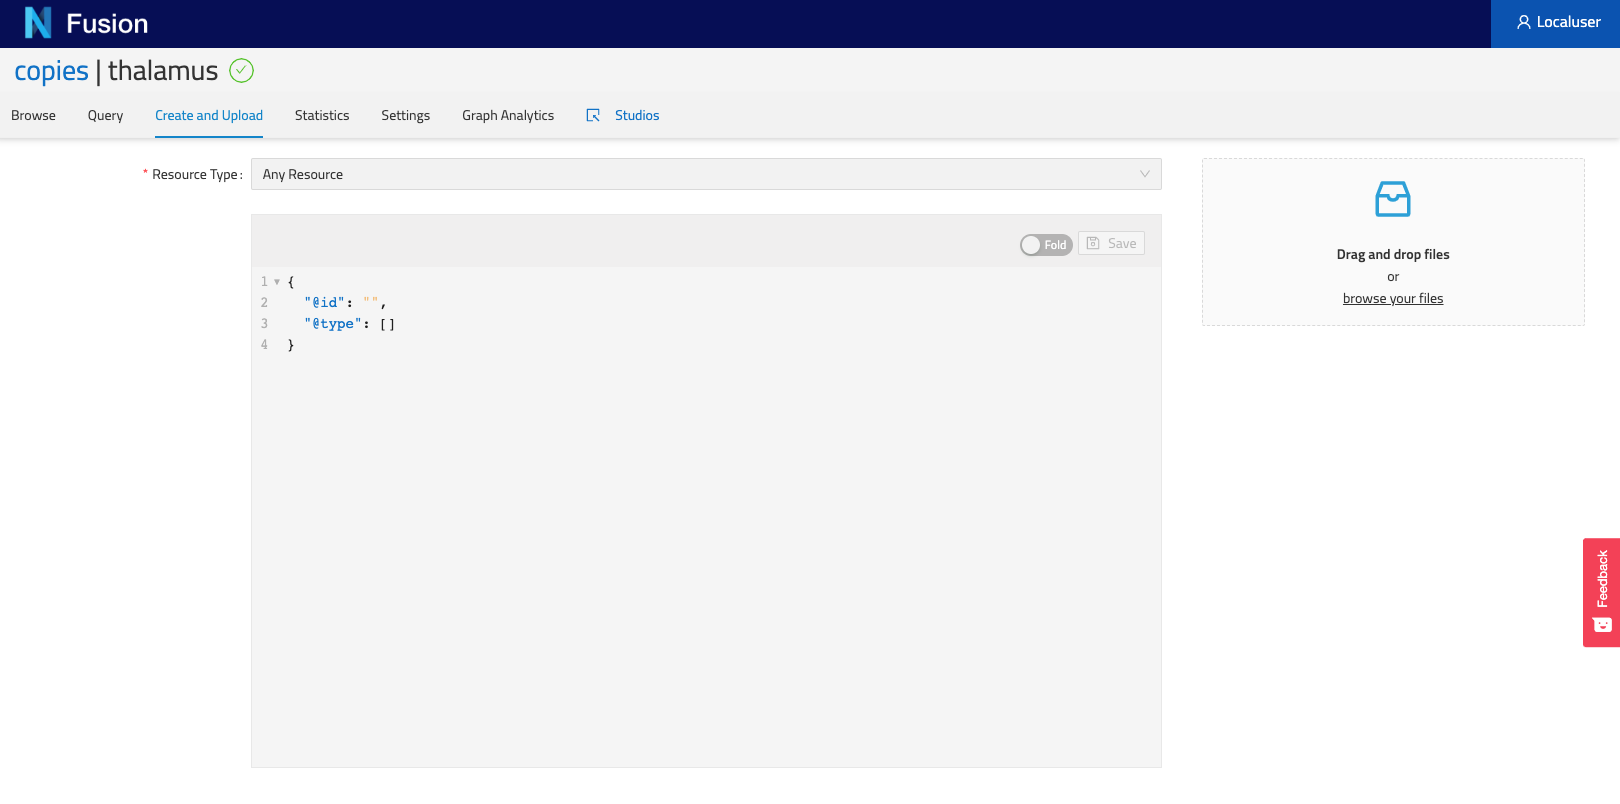 Fusion
Localuser
copies | thalamus
Browse Query Create and Upload Statistics Settings Graph Analytics Studios
* Resource Type: Any Resource
Fold Save
1 {
2 "@id": "",
3 "@type": []
4 }
Drag and drop files
or
browse your files
Feedback